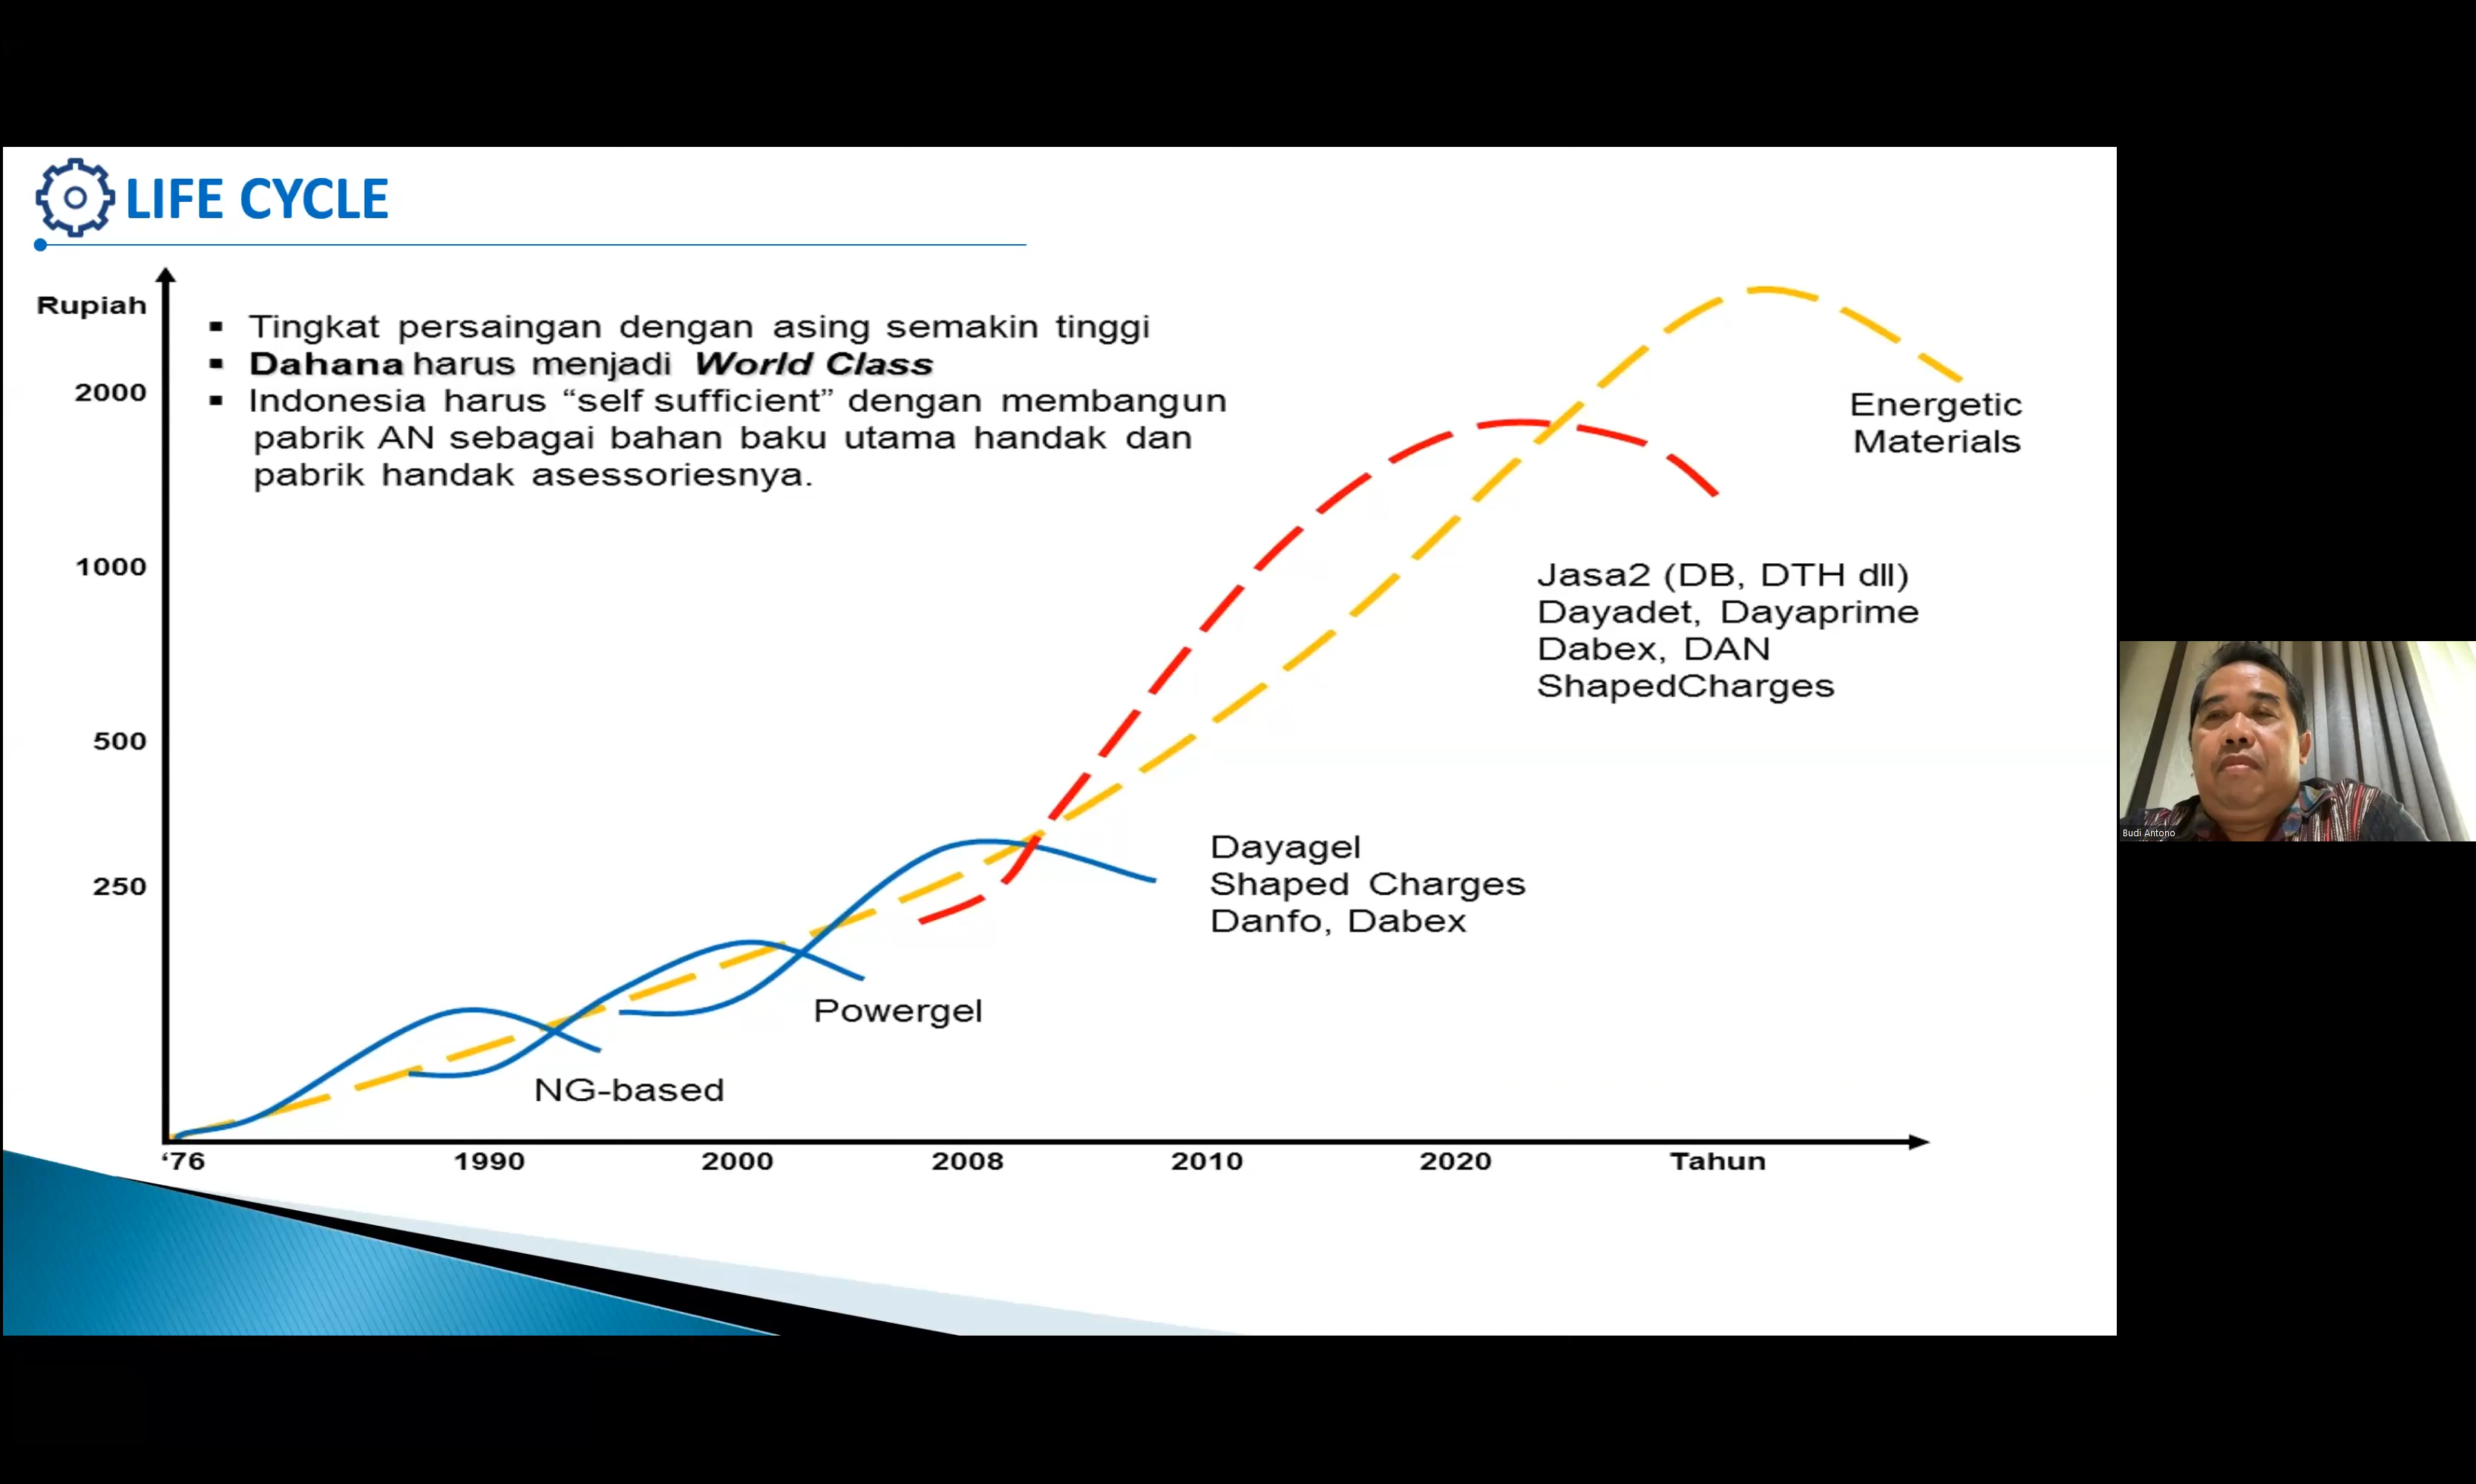 LIFE CYCLE
Rupiah
▪ Tingkat persaingan dengan asing semakin tinggi
▪ Dahana harus menjadi World Class
▪ Indonesia harus “self sufficient” dengan membangun
pabrik AN sebagai bahan baku utama handak dan
pabrik handak asessoriesnya.
2000
1000
500
250
Energetic
Materials
Jasa2 (DB, DTH dll)
Dayadet, Dayaprime
Dabex, DAN
ShapedCharges
Dayagel
Shaped Charges
Danfo, Dabex
Powergel
NG-based
‘76 1990 2000 2008 2010 2020 Tahun
Budi Antono